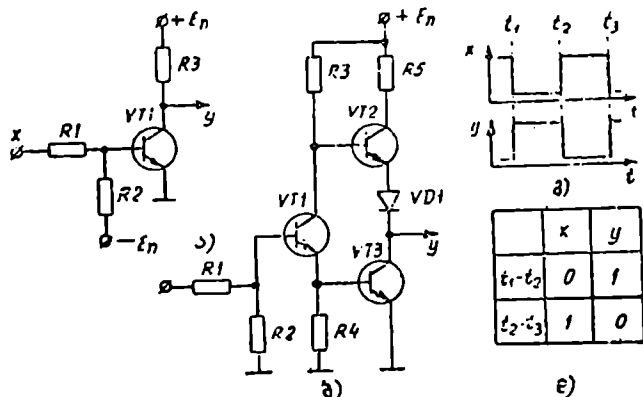 +Eп
R3
VT1
x
y
R1
R2
−Eп
+Eп
R3
R5
VT2
VD1
VT1
y
VT3
R1
R2
R4
д)
t1 t2 t3
x
t
y
t
x y
t1-t2 0 1
t2-t3 1 0
е)